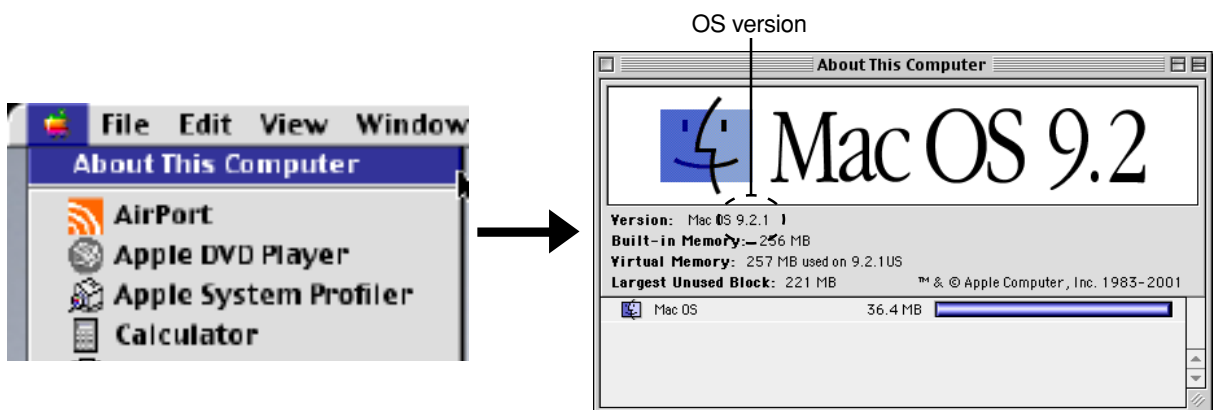 OS version
File Edit View Window
About This Computer
AirPort
Apple DVD Player
Apple System Profiler
Calculator
About This Computer
Mac OS 9.2
Version: Mac OS 9.2.1
Built-in Memory: 256 MB
Virtual Memory: 257 MB used on 9.2.1US
Largest Unused Block: 221 MB ™ & © Apple Computer, Inc. 1983-2001
Mac OS 36.4 MB